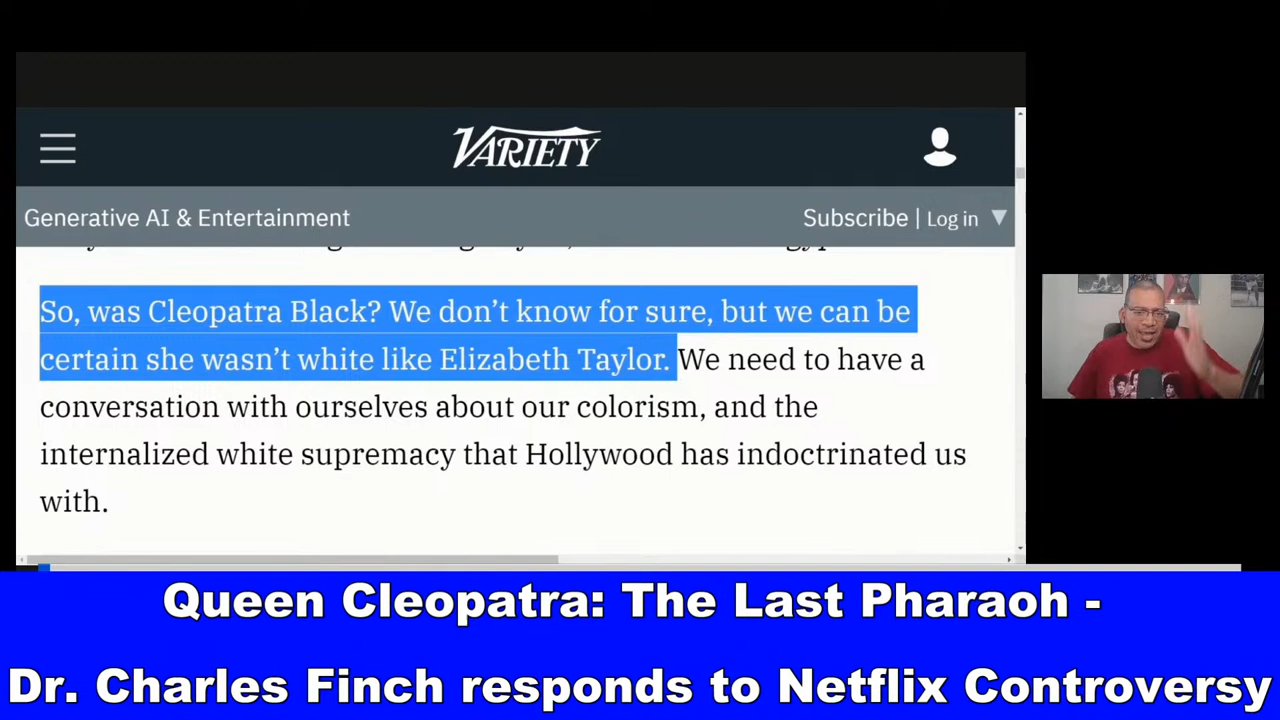 VARIETY
Generative AI & Entertainment
Subscribe | Log in ▼
So, was Cleopatra Black? We don’t know for sure, but we can be
certain she wasn’t white like Elizabeth Taylor. We need to have a
conversation with ourselves about our colorism, and the
internalized white supremacy that Hollywood has indoctrinated us
with.
Queen Cleopatra: The Last Pharaoh -
Dr. Charles Finch responds to Netflix Controversy